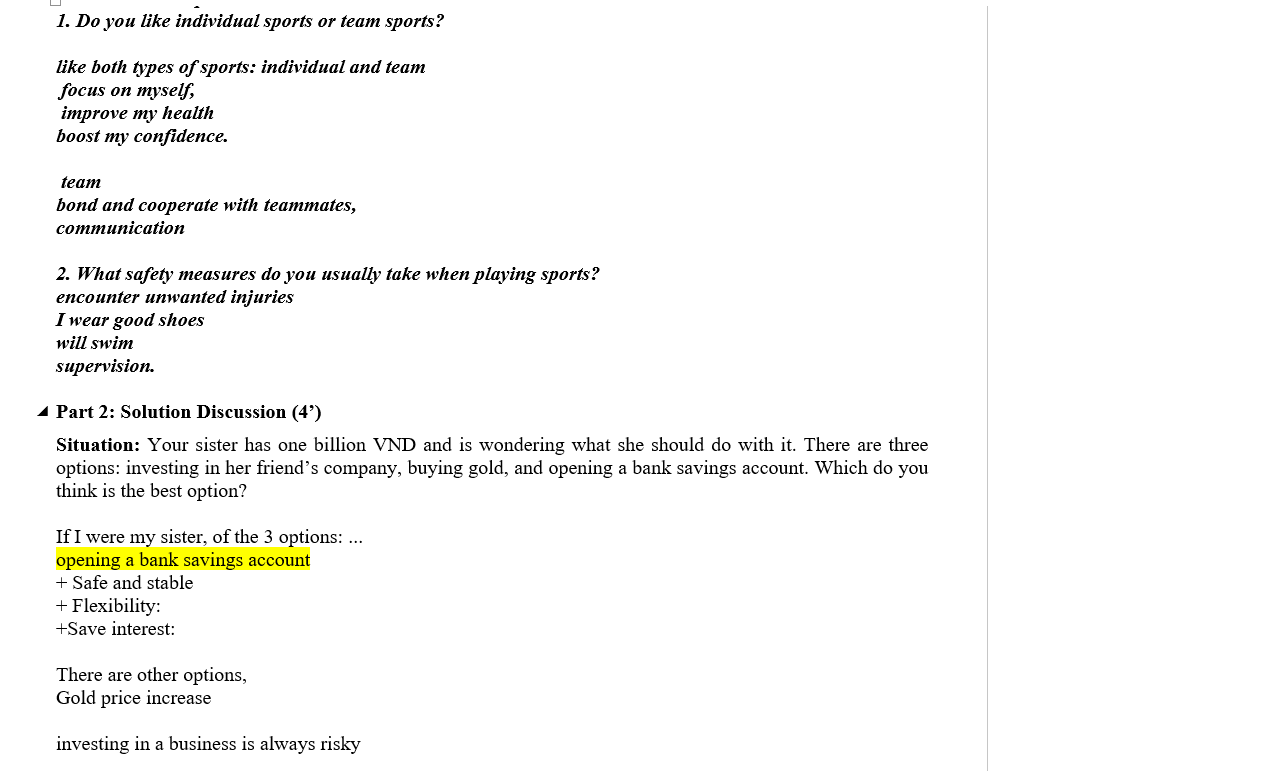 1. Do you like individual sports or team sports?
like both types of sports: individual and team
focus on myself,
improve my health
boost my confidence.
team
bond and cooperate with teammates,
communication
2. What safety measures do you usually take when playing sports?
encounter unwanted injuries
I wear good shoes
will swim
supervision.
Part 2: Solution Discussion (4’)
Situation: Your sister has one billion VND and is wondering what she should do with it. There are three
options: investing in her friend’s company, buying gold, and opening a bank savings account. Which do you
think is the best option?
If I were my sister, of the 3 options: ...
opening a bank savings account
+ Safe and stable
+ Flexibility:
+Save interest:
There are other options,
Gold price increase
investing in a business is always risky